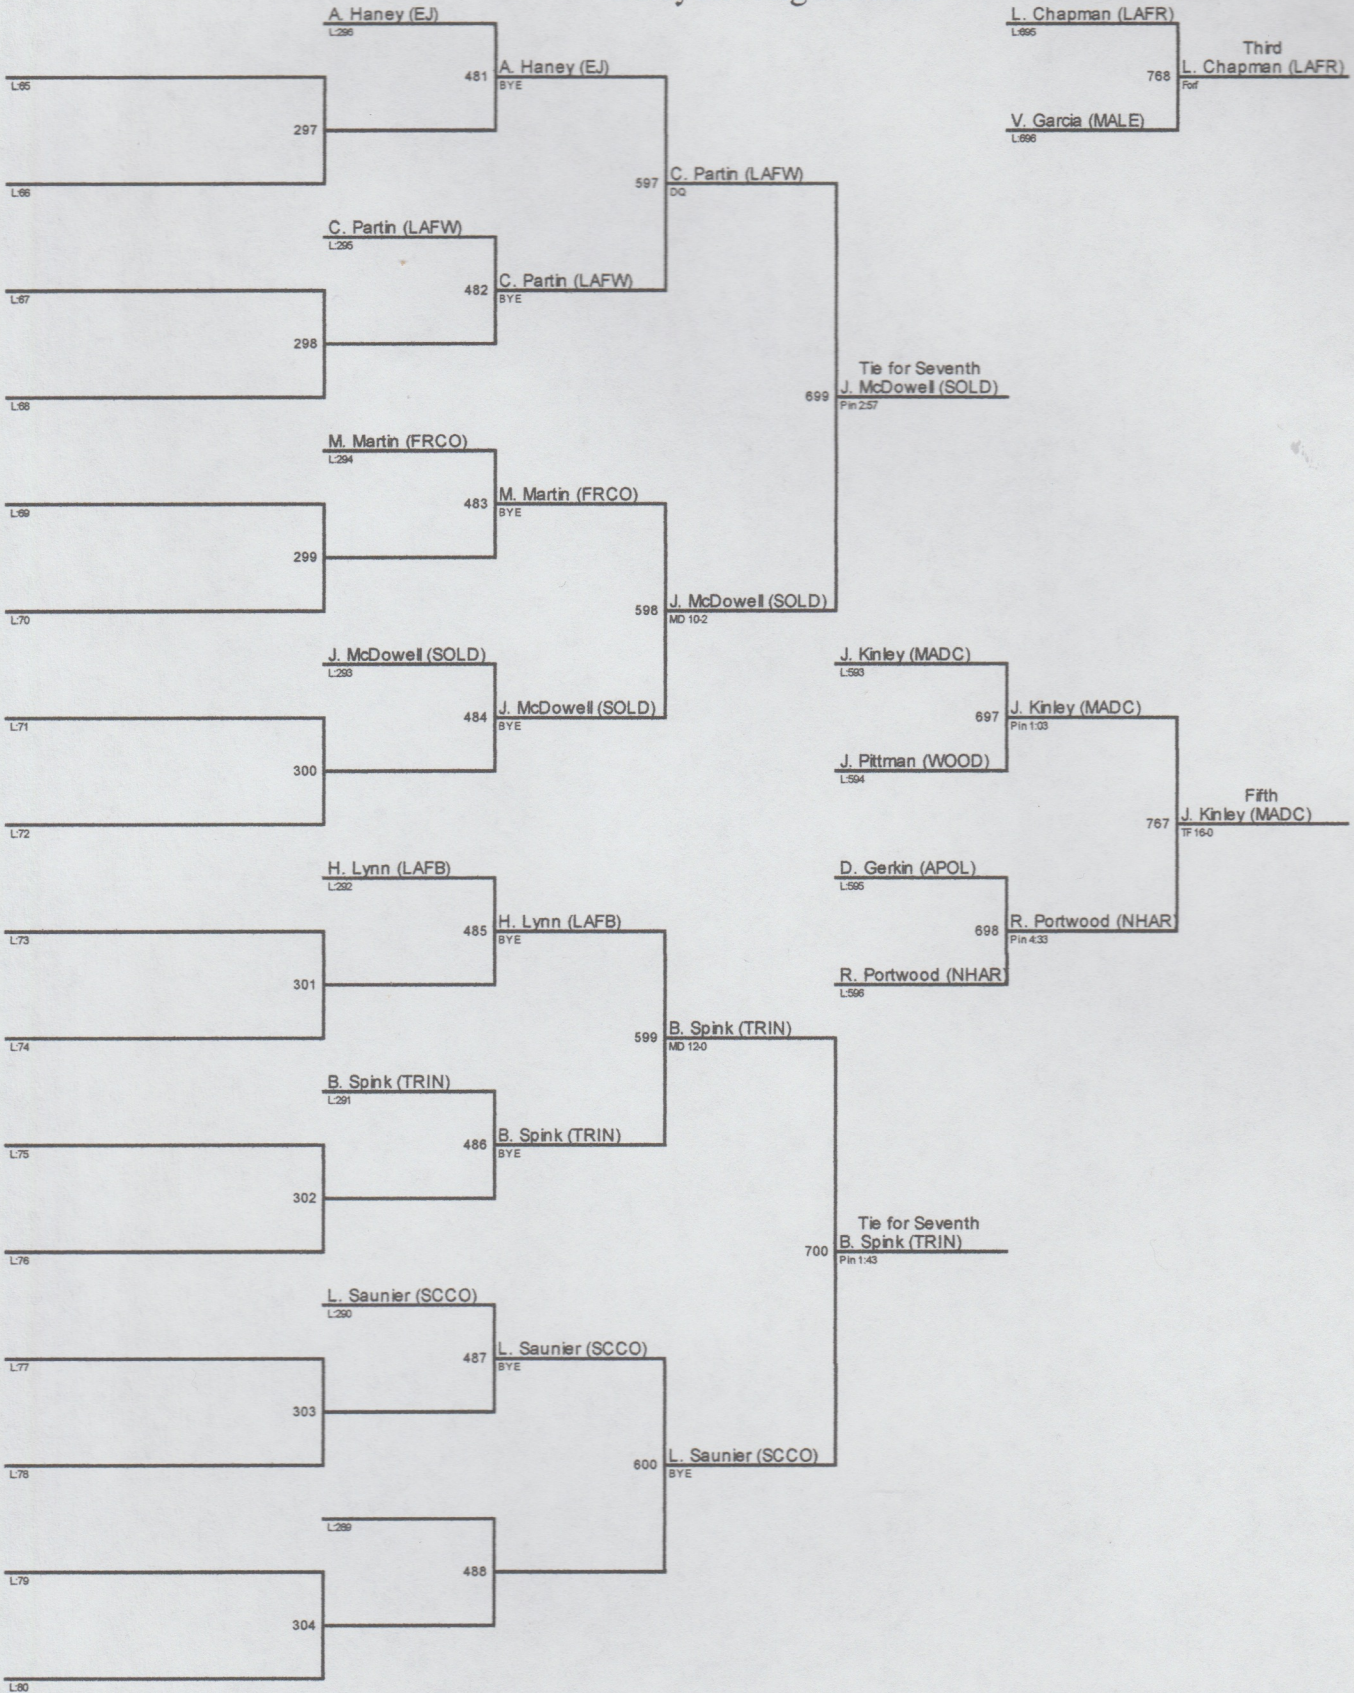 A. Haney (EJ)
L:296
481
A. Haney (EJ)
BYE
L:65
297
L:66
597
C. Partin (LAFW)
DQ
C. Partin (LAFW)
L:295
482
C. Partin (LAFW)
BYE
L:67
298
L:68
Tie for Seventh
699
J. McDowell (SOLD)
Pin 2:57
M. Martin (FRCO)
L:294
483
M. Martin (FRCO)
BYE
L:69
299
L:70
598
J. McDowell (SOLD)
MD 10-2
J. McDowell (SOLD)
L:293
484
J. McDowell (SOLD)
BYE
L:71
300
L:72
H. Lynn (LAFB)
L:292
485
H. Lynn (LAFB)
BYE
L:73
301
L:74
599
B. Spink (TRIN)
MD 12-0
B. Spink (TRIN)
L:291
486
B. Spink (TRIN)
BYE
L:75
302
L:76
Tie for Seventh
700
B. Spink (TRIN)
Pin 1:43
L. Saunier (SCCO)
L:290
487
L. Saunier (SCCO)
BYE
L:77
303
L:78
600
L. Saunier (SCCO)
BYE
L:289
488
L:79
304
L:80
L. Chapman (LAFR)
L:695
Third
768
L. Chapman (LAFR)
Forf
V. Garcia (MALE)
L:696
J. Kinley (MADC)
L:593
697
J. Kinley (MADC)
Pin 1:03
J. Pittman (WOOD)
L:594
Fifth
767
J. Kinley (MADC)
TF 16-0
D. Gerkin (APOL)
L:595
698
R. Portwood (NHAR)
Pin 4:33
R. Portwood (NHAR)
L:596